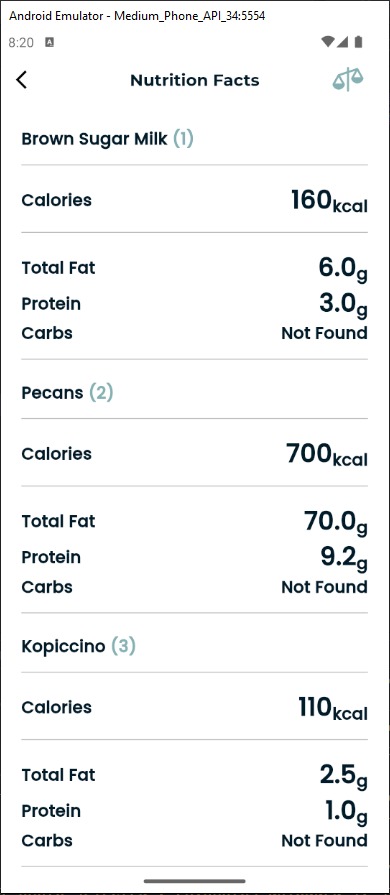 Android Emulator - Medium_Phone_API_34:5554
8:20 A
Nutrition Facts
Brown Sugar Milk (1)
Calories 160kcal
Total Fat 6.0g
Protein 3.0g
Carbs Not Found
Pecans (2)
Calories 700kcal
Total Fat 70.0g
Protein 9.2g
Carbs Not Found
Kopiccino (3)
Calories 110kcal
Total Fat 2.5g
Protein 1.0g
Carbs Not Found